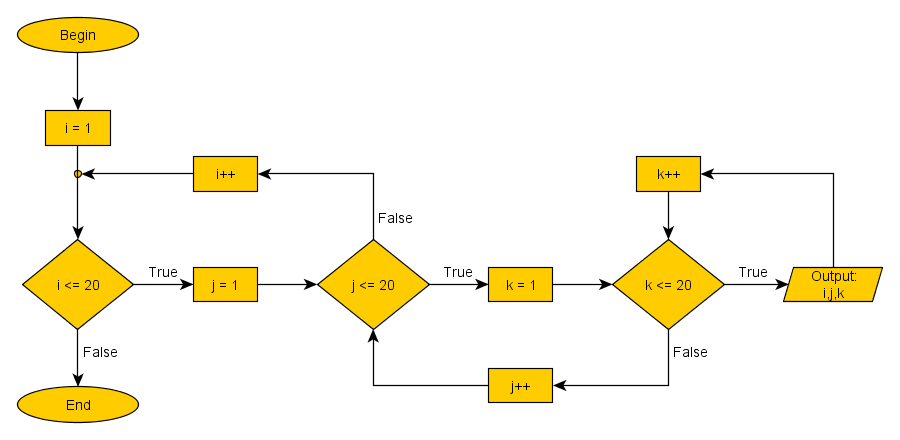 Begin
i = 1
i++
k++
False
i <= 20
True
j = 1
j <= 20
True
k = 1
k <= 20
True
Output:
i,j,k
False
False
j++
End